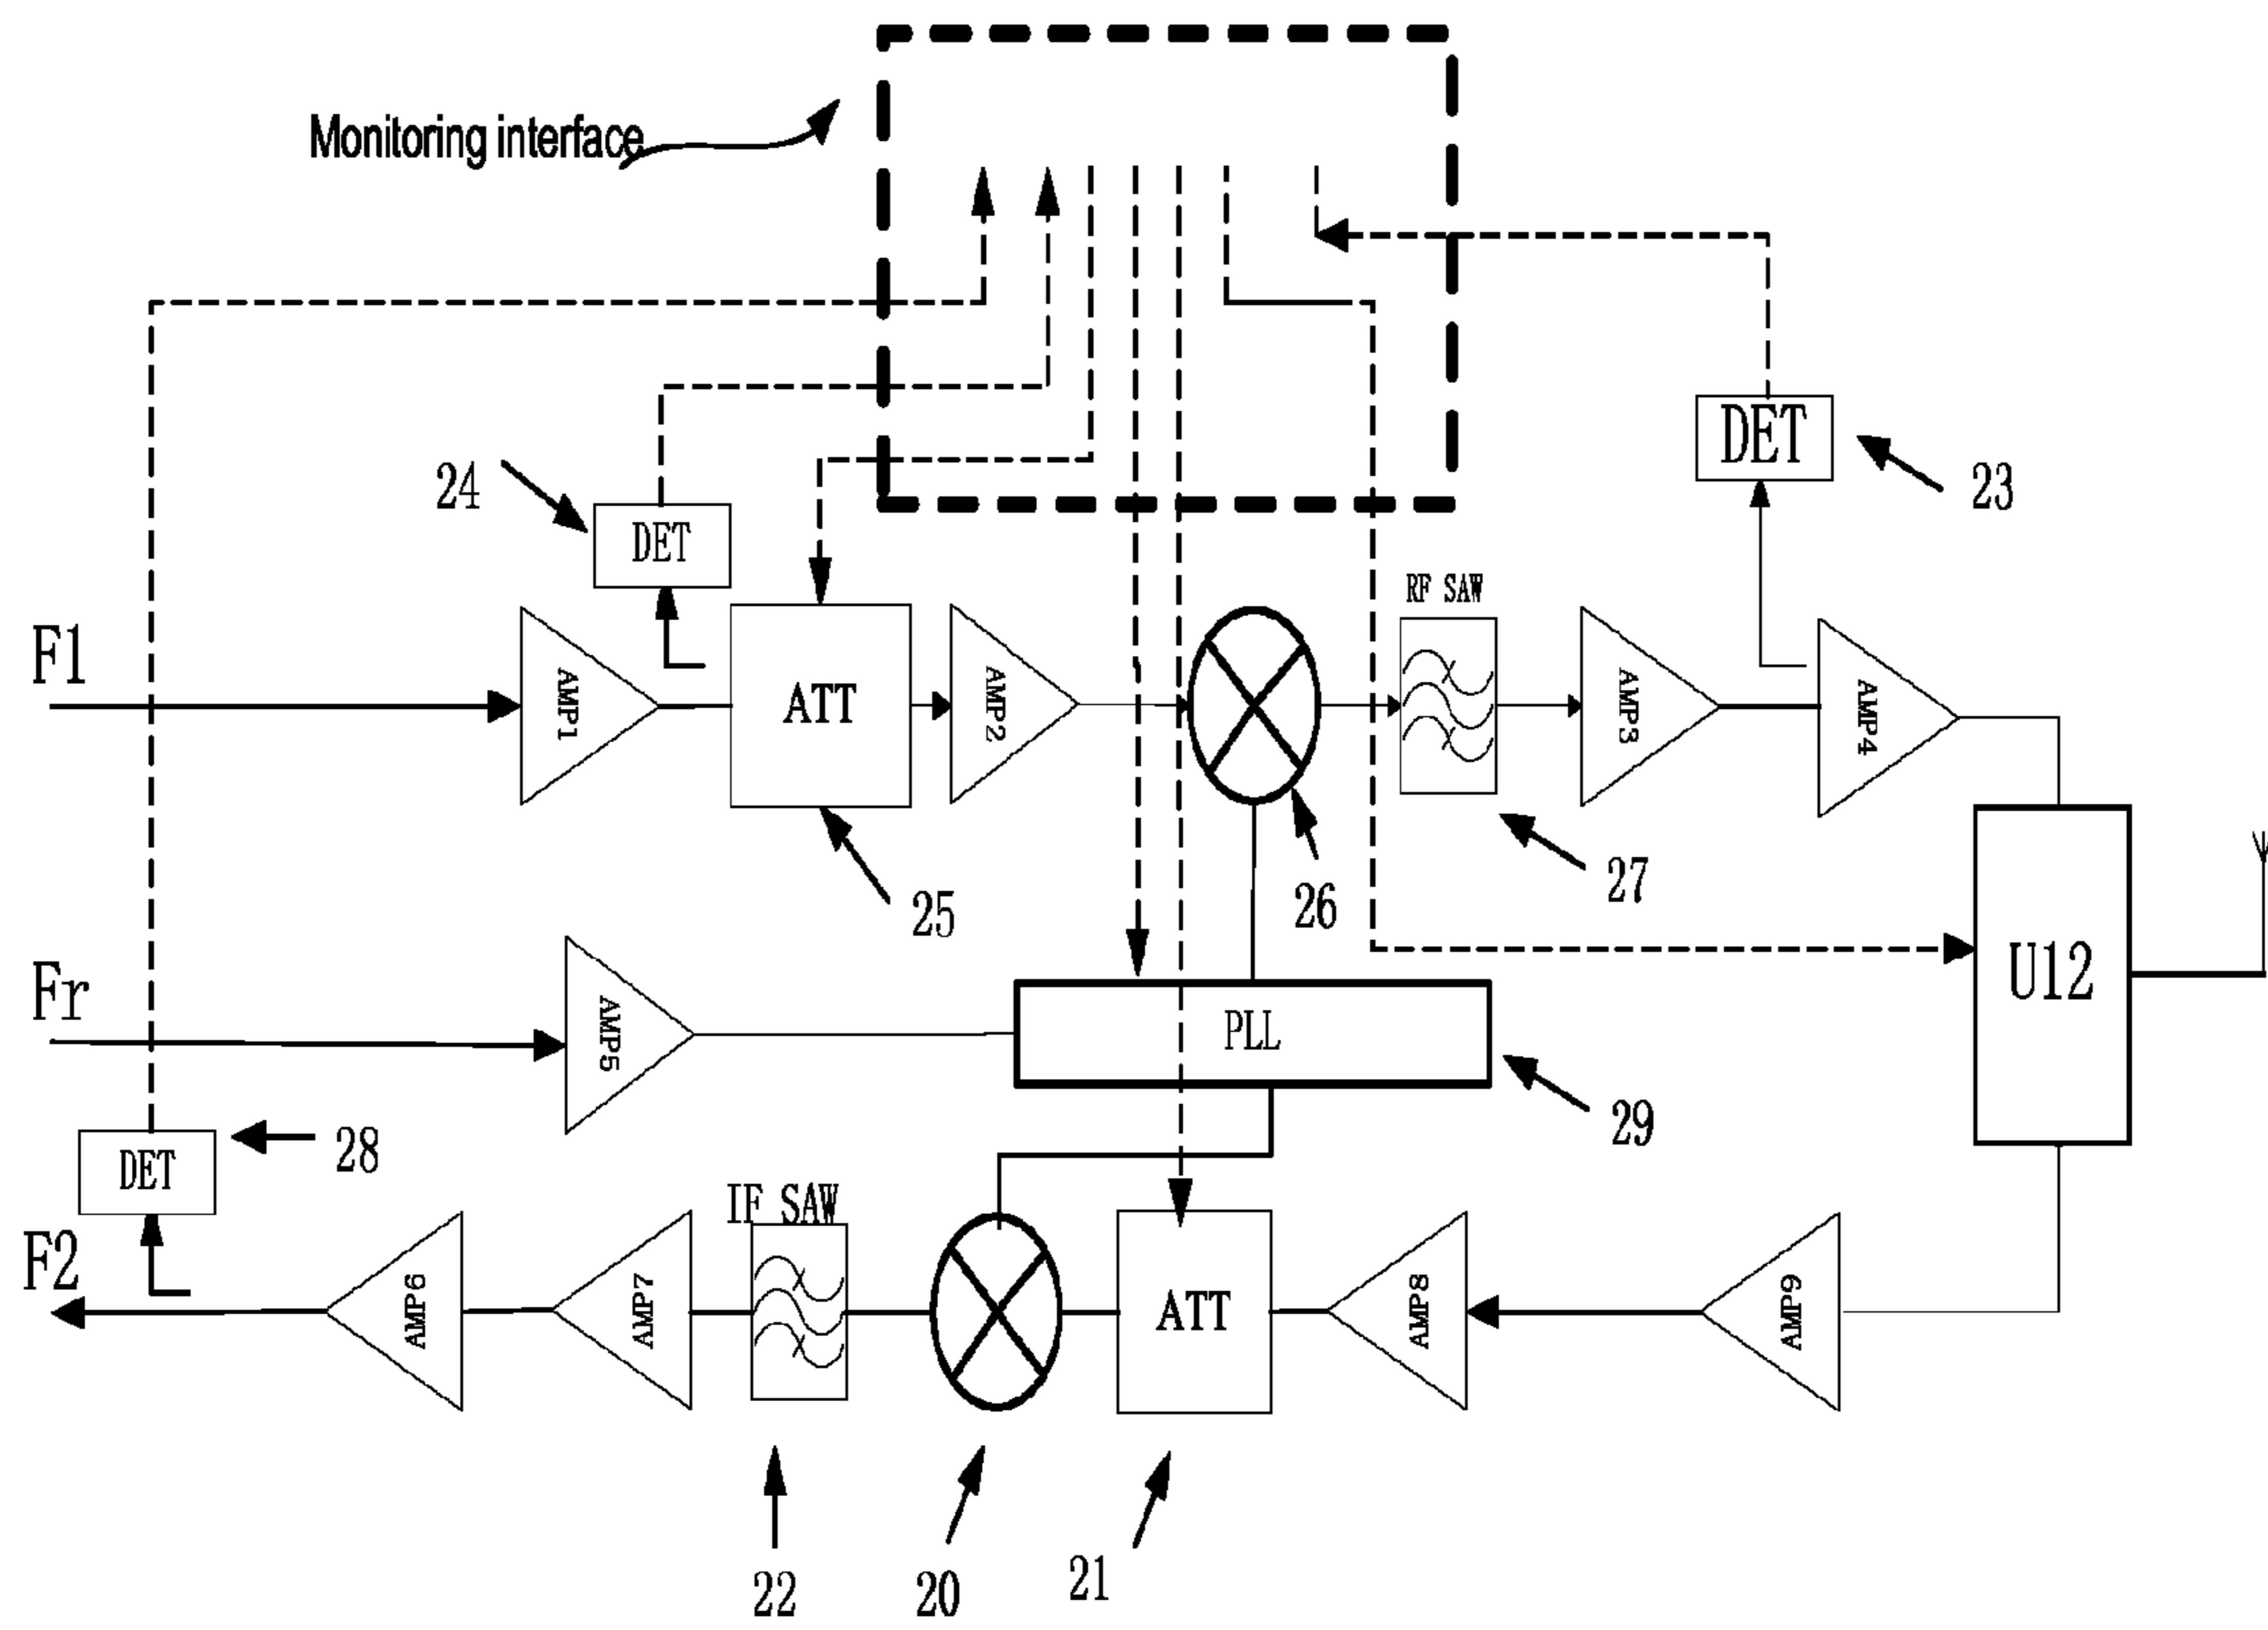 Monitoring interface
DET
23
24
DET
RF SAW
F1
AMP1
ATT
AMP2
AMP3
AMP4
25
26
27
Fr
AMP5
PLL
U12
29
28
DET
IF SAW
F2
AMP6
AMP7
ATT
AMP8
AMP9
22
20
21